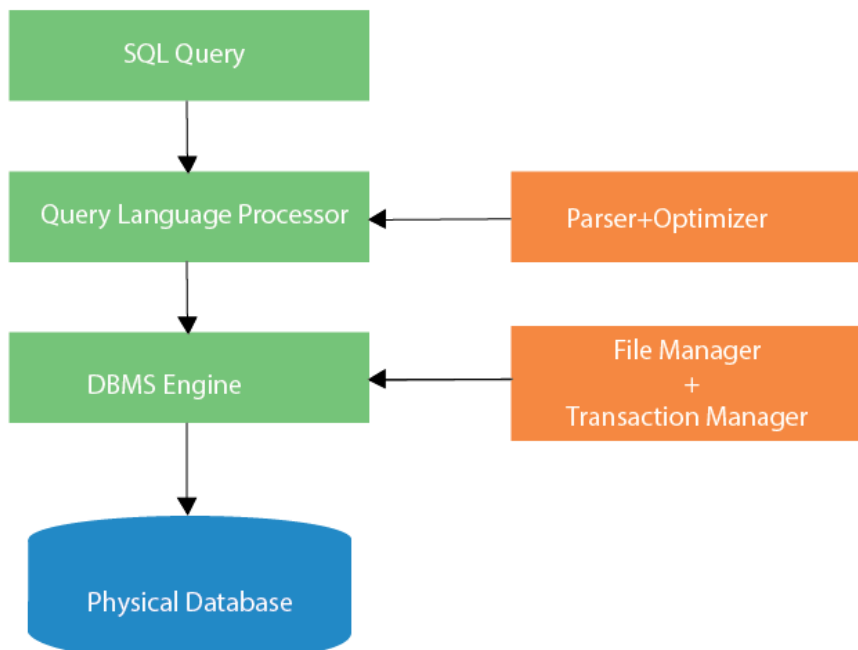 SQL Query
Query Language Processor
Parser+Optimizer
DBMS Engine
File Manager
+
Transaction Manager
Physical Database